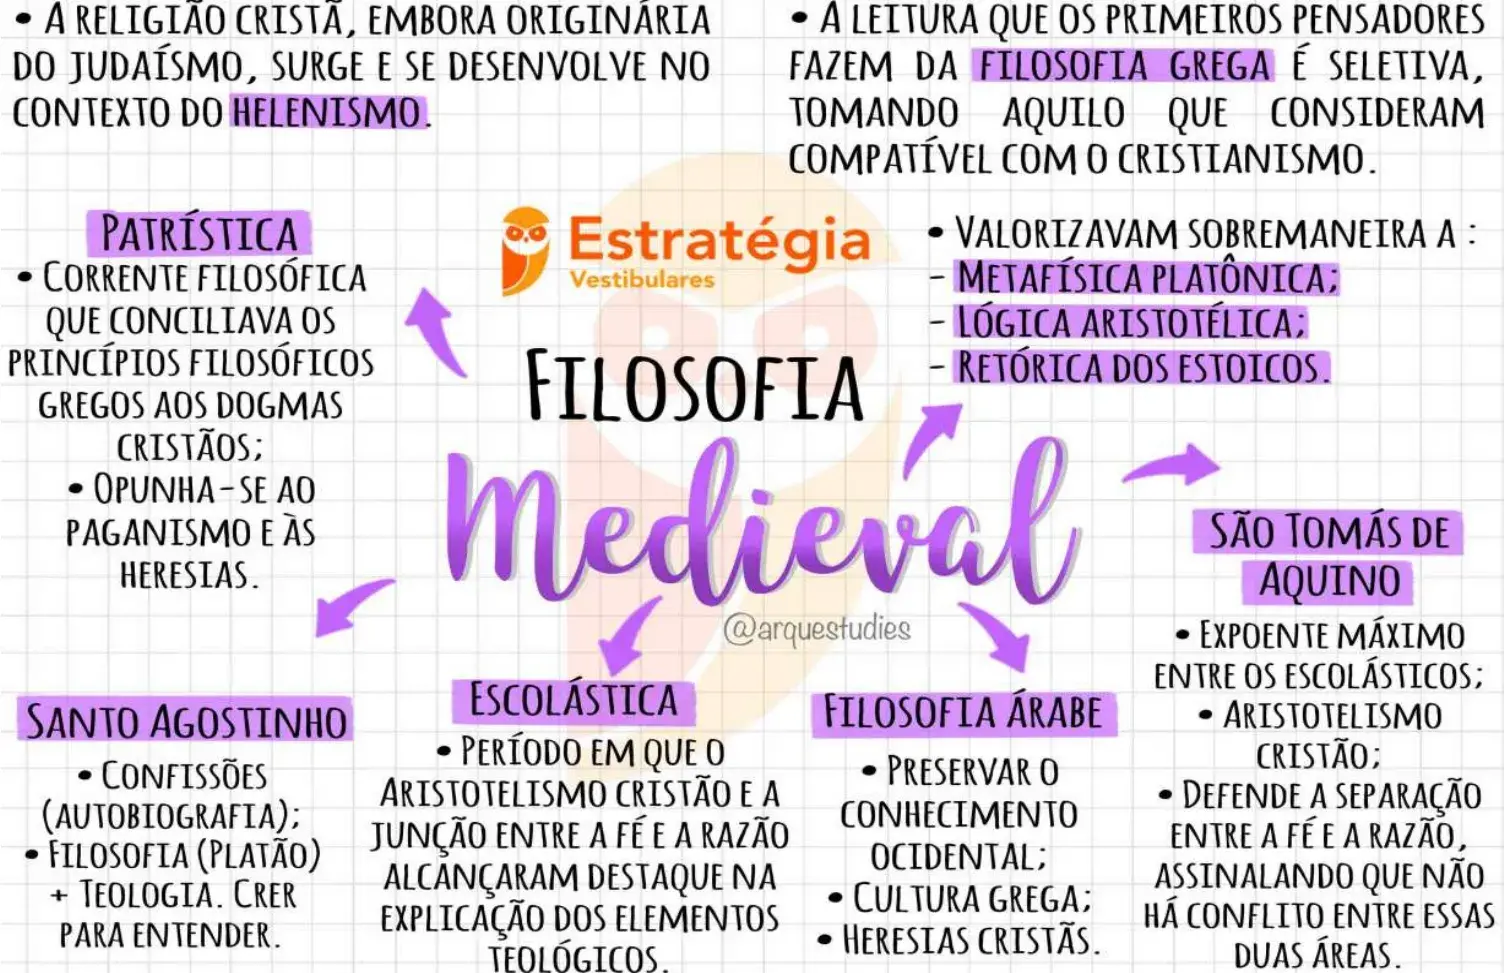 • A RELIGIÃO CRISTÃ, EMBORA ORIGINÁRIA
DO JUDAÍSMO, SURGE E SE DESENVOLVE NO
CONTEXTO DO HELENISMO.
• A LEITURA QUE OS PRIMEIROS PENSADORES
FAZEM DA FILOSOFIA GREGA É SELETIVA,
TOMANDO AQUILO QUE CONSIDERAM
COMPATÍVEL COM O CRISTIANISMO.
PATRÍSTICA
• CORRENTE FILOSÓFICA
QUE CONCILIAVA OS
PRINCÍPIOS FILOSÓFICOS
GREGOS AOS DOGMAS
CRISTÃOS;
• OPUNHA-SE AO
PAGANISMO E ÀS
HERESIAS.
Estratégia
Vestibulares
• VALORIZAVAM SOBREMANEIRA A :
- METAFÍSICA PLATÔNICA;
- LÓGICA ARISTOTÉLICA;
- RETÓRICA DOS ESTOICOS.
FILOSOFIA
Medieval
@arquestudies
SÃO TOMÁS DE
AQUINO
• EXPOENTE MÁXIMO
ENTRE OS ESCOLÁSTICOS;
• ARISTOTELISMO
CRISTÃO;
• DEFENDE A SEPARAÇÃO
ENTRE A FÉ E A RAZÃO,
ASSINALANDO QUE NÃO
HÁ CONFLITO ENTRE ESSAS
DUAS ÁREAS.
SANTO AGOSTINHO
• CONFISSÕES
(AUTOBIOGRAFIA);
• FILOSOFIA (PLATÃO)
+ TEOLOGIA. CRER
PARA ENTENDER.
ESCOLÁSTICA
• PERÍODO EM QUE O
ARISTOTELISMO CRISTÃO E A
JUNÇÃO ENTRE A FÉ E A RAZÃO
ALCANÇARAM DESTAQUE NA
EXPLICAÇÃO DOS ELEMENTOS
TEOLÓGICOS.
FILOSOFIA ÁRABE
• PRESERVAR O
CONHECIMENTO
OCIDENTAL;
• CULTURA GREGA;
• HERESIAS CRISTÃS.